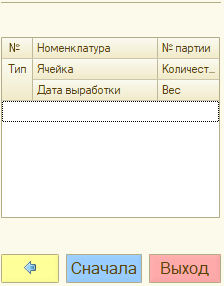 № Номенклатура № партии
Тип Ячейка Количест...
Дата выработки Вес
Сначала Выход